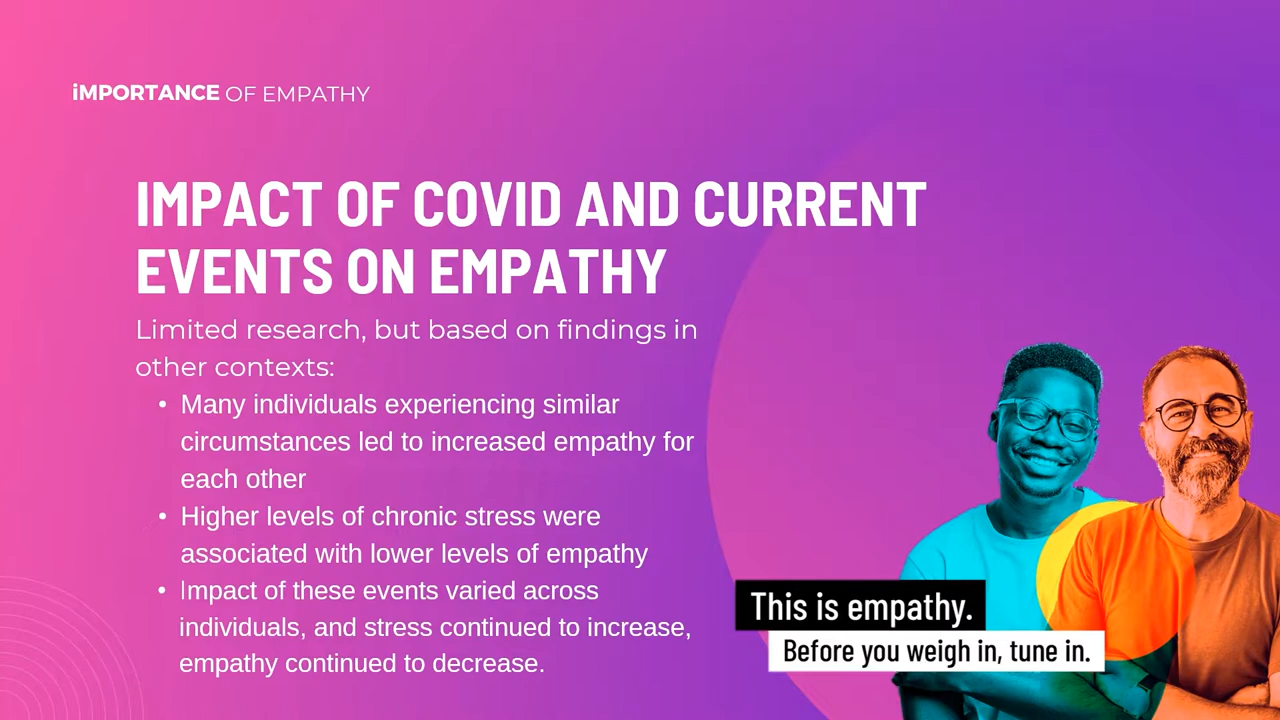 iMPORTANCE OF EMPATHY
IMPACT OF COVID AND CURRENT
EVENTS ON EMPATHY
Limited research, but based on findings in
other contexts:
• Many individuals experiencing similar
circumstances led to increased empathy for
each other
• Higher levels of chronic stress were
associated with lower levels of empathy
• Impact of these events varied across
individuals, and stress continued to increase,
empathy continued to decrease.
This is empathy.
Before you weigh in, tune in.